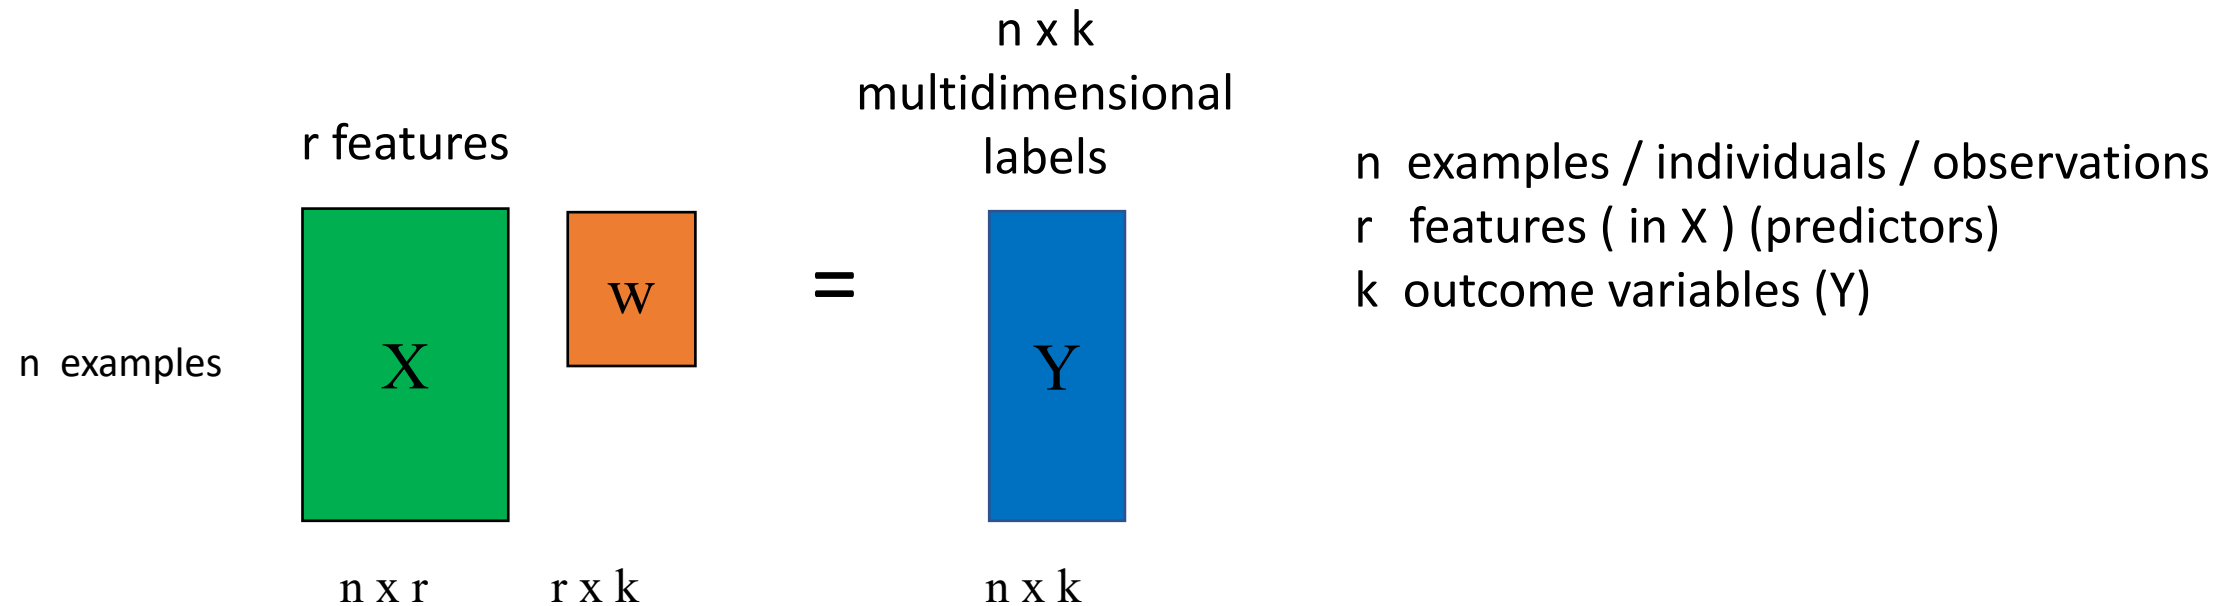 n x k
multidimensional
labels
r features
n  examples
X
w
=
Y
n x r
r x k
n x k
n  examples / individuals / observations
r  features ( in X ) (predictors)
k  outcome variables (Y)